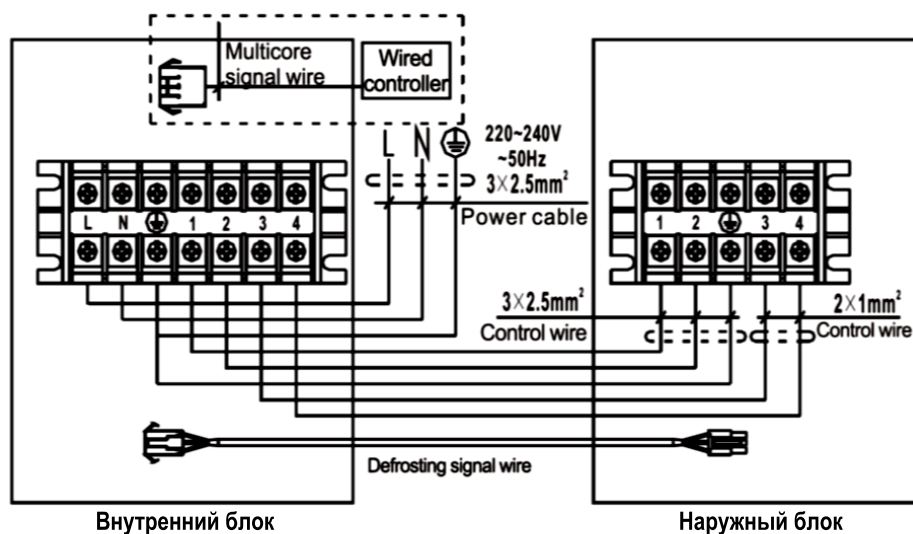 Multicore
signal wire
Wired
controller
L N
220~240V
~50Hz
3×2.5mm²
Power cable
L N 1 2 3 4
1 2 3 4
3×2.5mm²
Control wire
2×1mm²
Control wire
Defrosting signal wire
Внутренний блок
Наружный блок